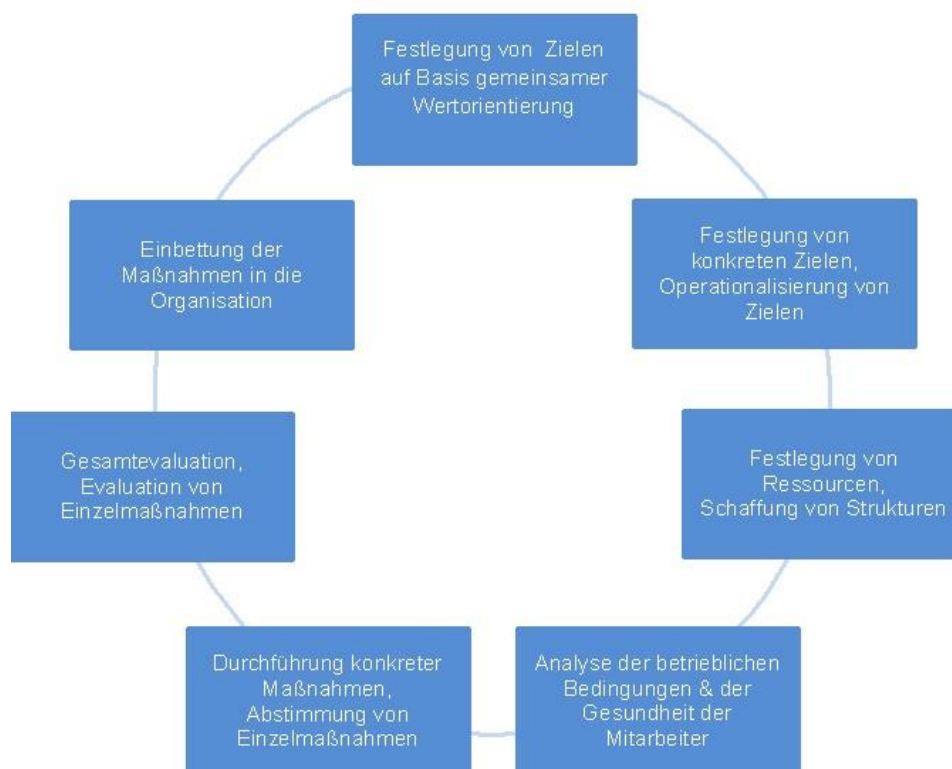 Festlegung von Zielen
auf Basis gemeinsamer
Wertorientierung
Festlegung von
konkreten Zielen,
Operationalisierung von
Zielen
Festlegung von
Ressourcen,
Schaffung von Strukturen
Analyse der betrieblichen
Bedingungen & der
Gesundheit der
Mitarbeiter
Durchführung konkreter
Maßnahmen,
Abstimmung von
Einzelmaßnahmen
Gesamtevaluation,
Evaluation von
Einzelmaßnahmen
Einbettung der
Maßnahmen in die
Organisation